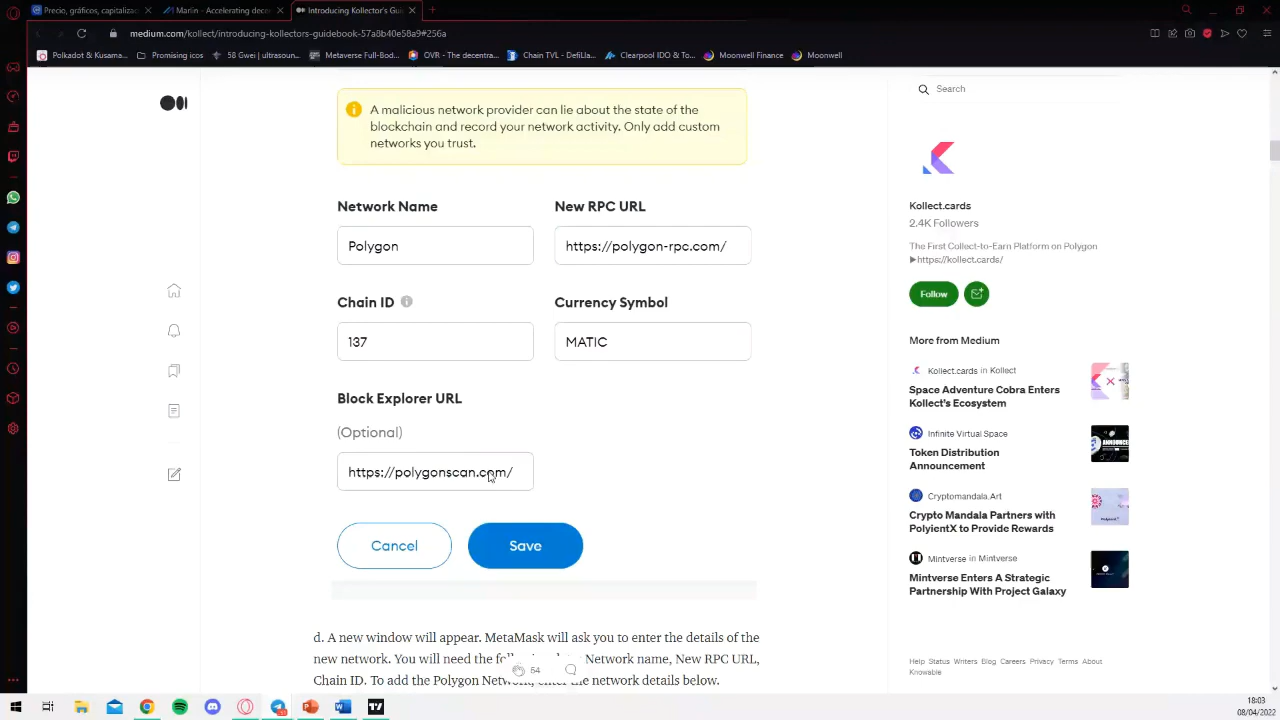 Precio, gráficos, capitalizac
Marlin - Accelerating decer
Introducing Kollector's Guid
medium.com/kollect/introducing-kollectors-guidebook-57a8b40e58a9#256a
Polkadot & Kusam...
Promising icos
58 Gwei | ultrasoun...
Metaverse Full-Bod...
OVR - The decentra...
Chain TVL - DefiLla...
Clearpool IDO & To...
Moonwell Finance
Moonwell
A malicious network provider can lie about the state of the
blockchain and record your network activity. Only add custom
networks you trust.
Network Name
New RPC URL
Polygon
https://polygon-rpc.com/
Chain ID
Currency Symbol
137
MATIC
Block Explorer URL
(Optional)
https://polygonscan.com/
Cancel
Save
d. A new window will appear. MetaMask will ask you to enter the details of the
new network. You will need the Network name, New RPC URL,
Chain ID. To add the Polygon the network details below.
54
Search
Kollect.cards
2.4K Followers
The First Collect-to-Earn Platform on Polygon
▶https://kollect.cards/
Follow
More from Medium
Kollect.cards in Kollect
Space Adventure Cobra Enters
Kollect's Ecosystem
Infinite Virtual Space
Token Distribution
Announcement
Cryptomandala.Art
Crypto Mandala Partners with
PolyientX to Provide Rewards
Mintverse in Mintverse
Mintverse Enters A Strategic
Partnership With Project Galaxy
Help Status Writers Blog Careers Privacy Terms About
Knowable
18:03
08/04/2022